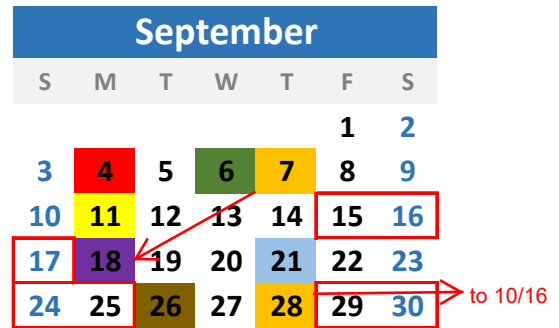 September
S M T W T F S
1 2
3 4 5 6 7 8 9
10 11 12 13 14 15 16
17 18 19 20 21 22 23
24 25 26 27 28 29 30 to 10/16